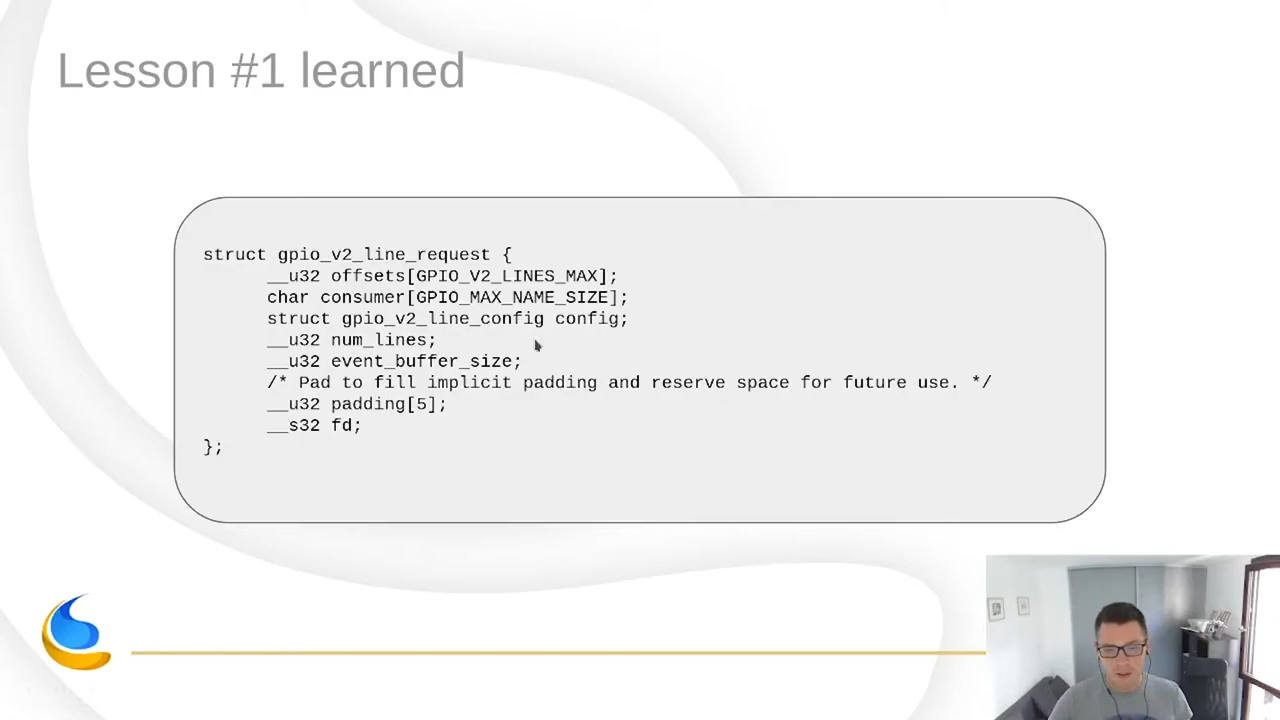 Lesson #1 learned
struct gpio_v2_line_request {
__u32 offsets[GPIO_V2_LINES_MAX];
char consumer[GPIO_MAX_NAME_SIZE];
struct gpio_v2_line_config config;
__u32 num_lines;
__u32 event_buffer_size;
/* Pad to fill implicit padding and reserve space for future use. */
__u32 padding[5];
__s32 fd;
};